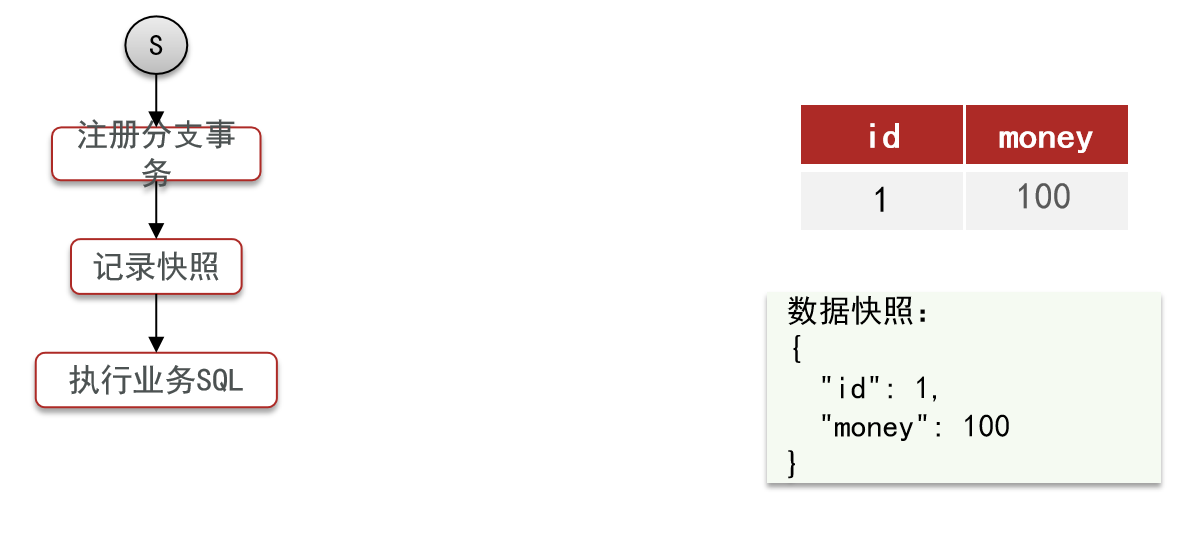 S
注册分支事
务
记录快照
执行业务SQL
id money
1 100
数据快照：
{
"id": 1,
"money": 100
}